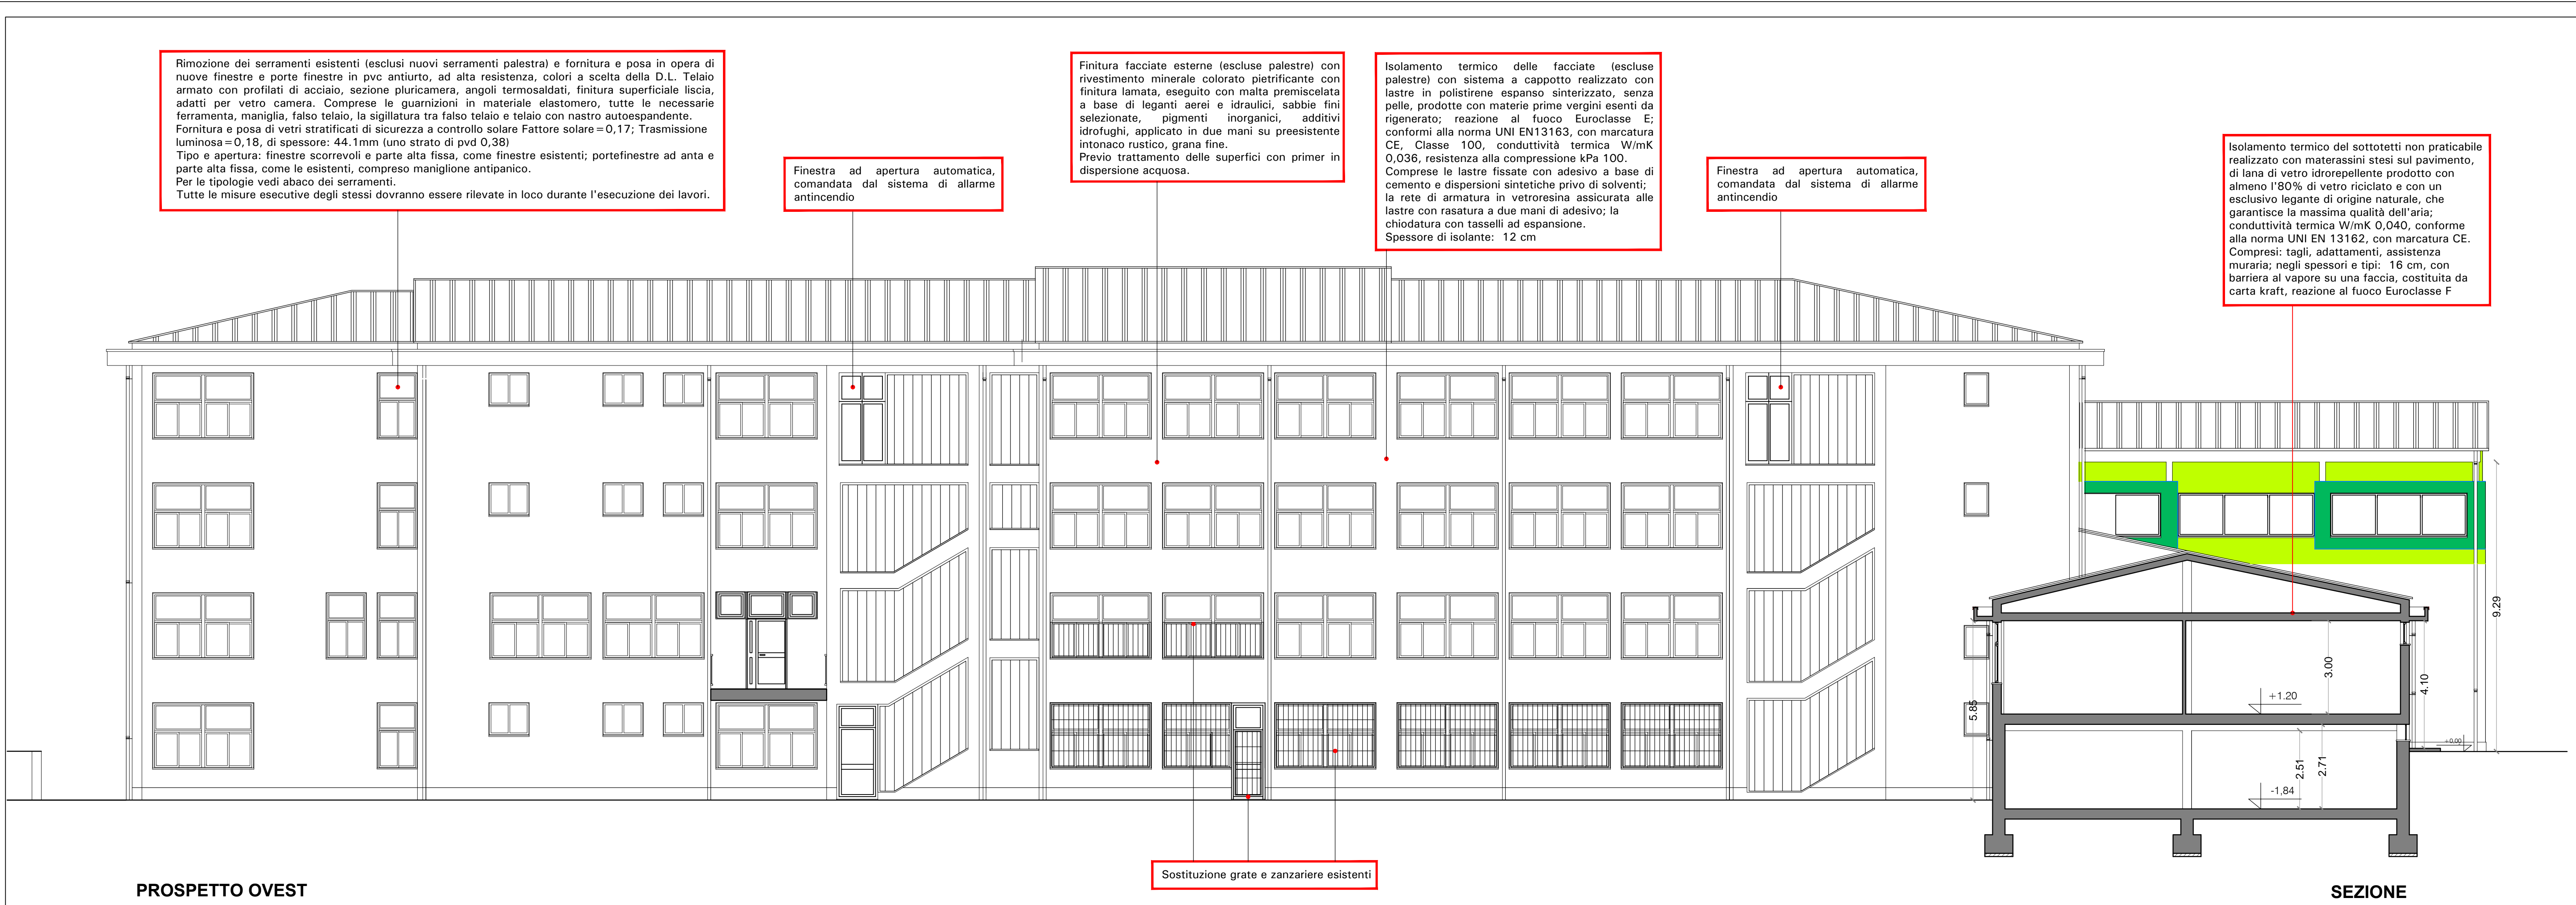 Rimozione dei serramenti esistenti (esclusi nuovi serramenti palestra) e fornitura e posa in opera di
nuove finestre e porte finestre in pvc antiurto, ad alta resistenza, colori a scelta della D.L. Telaio
armato con profilati di acciaio, sezione pluricamera, angoli termosaldati, finitura superficiale liscia,
adatti per vetro camera. Comprese le guarnizioni in materiale elastomero, tutte le necessarie
ferramenta, maniglia, falso telaio, la sigillatura tra falso telaio e telaio con nastro autoespandente.
Fornitura e posa di vetri stratificati di sicurezza a controllo solare Fattore solare=0,17; Trasmissione
luminosa=0,18, di spessore: 44.1mm (uno strato di pvd 0,38)
Tipo e apertura: finestre scorrevoli e parte alta fissa, come finestre esistenti; portefinestre ad anta e
parte alta fissa, come le esistenti, compreso maniglione antipanico.
Per le tipologie vedi abaco dei serramenti.
Tutte le misure esecutive degli stessi dovranno essere rilevate in loco durante l'esecuzione dei lavori.
Finestra ad apertura automatica,
comandata dal sistema di allarme
antincendio
Finitura facciate esterne (escluse palestre) con
rivestimento minerale colorato pietrificante con
finitura lamata, eseguito con malta premiscelata
a base di leganti aerei e idraulici, sabbie fini
selezionate, pigmenti inorganici, additivi
idrofughi, applicato in due mani su preesistente
intonaco rustico, grana fine.
Previo trattamento delle superfici con primer in
dispersione acquosa.
Isolamento termico delle facciate (escluse
palestre) con sistema a cappotto realizzato con
lastre in polistirene espanso sinterizzato, senza
pelle, prodotte con materie prime vergini esenti da
rigenerato; reazione al fuoco Euroclasse E;
conformi alla norma UNI EN13163, con marcatura
CE, Classe 100, conduttività termica W/mK
0,036, resistenza alla compressione kPa 100.
Comprese le lastre fissate con adesivo a base di
cemento e dispersioni sintetiche privo di solventi;
la rete di armatura in vetroresina assicurata alle
lastre con rasatura a due mani di adesivo; la
chiodatura con tasselli ad espansione.
Spessore di isolante: 12 cm
Finestra ad apertura automatica,
comandata dal sistema di allarme
antincendio
Isolamento termico del sottotetti non praticabile
realizzato con materassini stesi sul pavimento,
di lana di vetro idrorepellente prodotto con
almeno l'80% di vetro riciclato e con un
esclusivo legante di origine naturale, che
garantisce la massima qualità dell'aria;
conduttività termica W/mK 0,040, conforme
alla norma UNI EN 13162, con marcatura CE.
Compresi: tagli, adattamenti, assistenza
muraria; negli spessori e tipi: 16 cm, con
barriera al vapore su una faccia, costituita da
carta kraft, reazione al fuoco Euroclasse F
9.29
3.00
4.10
+1.20
5.85
+0,00
2.51
2.71
-1,84
Sostituzione grate e zanzariere esistenti
PROSPETTO OVEST
SEZIONE